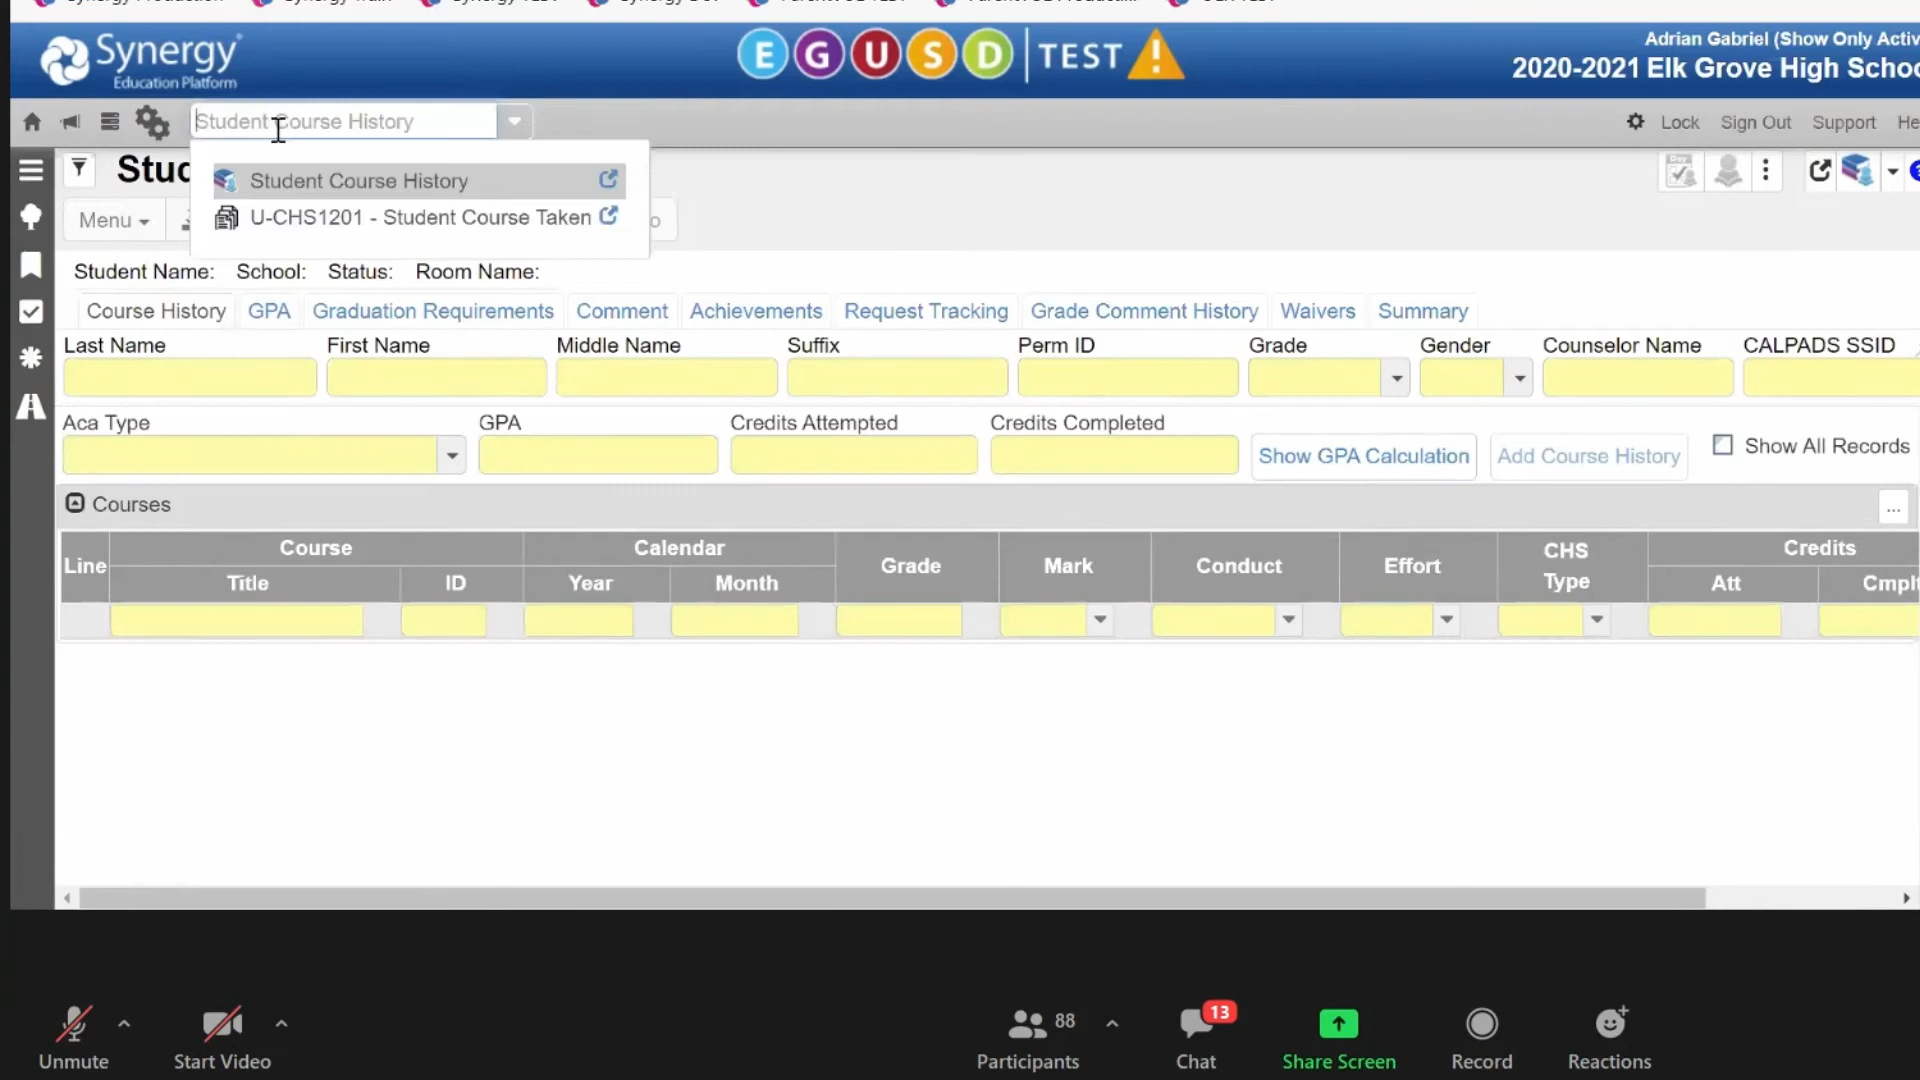 Synergy
Education Platform
EGUSD TEST
Adrian Gabriel (Show Only Activ
2020-2021 Elk Grove High Schoo
Student Course History
Lock Sign Out Support He
Stud
Student Course History
U-CHS1201 - Student Course Taken
Menu
Student Name: School: Status: Room Name:
Course History GPA Graduation Requirements Comment Achievements Request Tracking Grade Comment History Waivers Summary
Last Name First Name Middle Name Suffix Perm ID Grade Gender Counselor Name CALPADS SSID
Aca Type GPA Credits Attempted Credits Completed
Show GPA Calculation Add Course History Show All Records
Courses
...
Line Course Calendar Grade Mark Conduct Effort CHS Type Credits
Title ID Year Month Att Cmplt
88
13
Unmute Start Video Participants Chat Share Screen Record Reactions